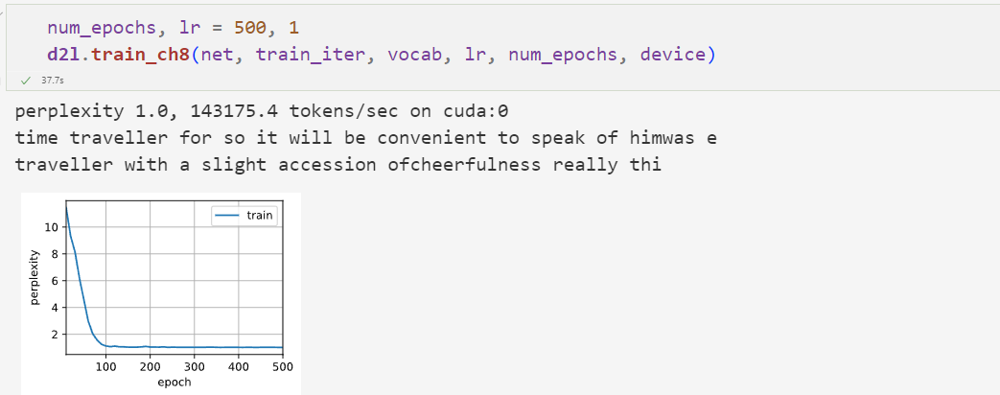 num_epochs, lr = 500, 1
d2l.train_ch8(net, train_iter, vocab, lr, num_epochs, device)
✓ 37.7s
perplexity 1.0, 143175.4 tokens/sec on cuda:0
time traveller for so it will be convenient to speak of himwas e
traveller with a slight accession ofcheerfulness really thi
train
10
8
6
4
2
perplexity
100 200 300 400 500
epoch